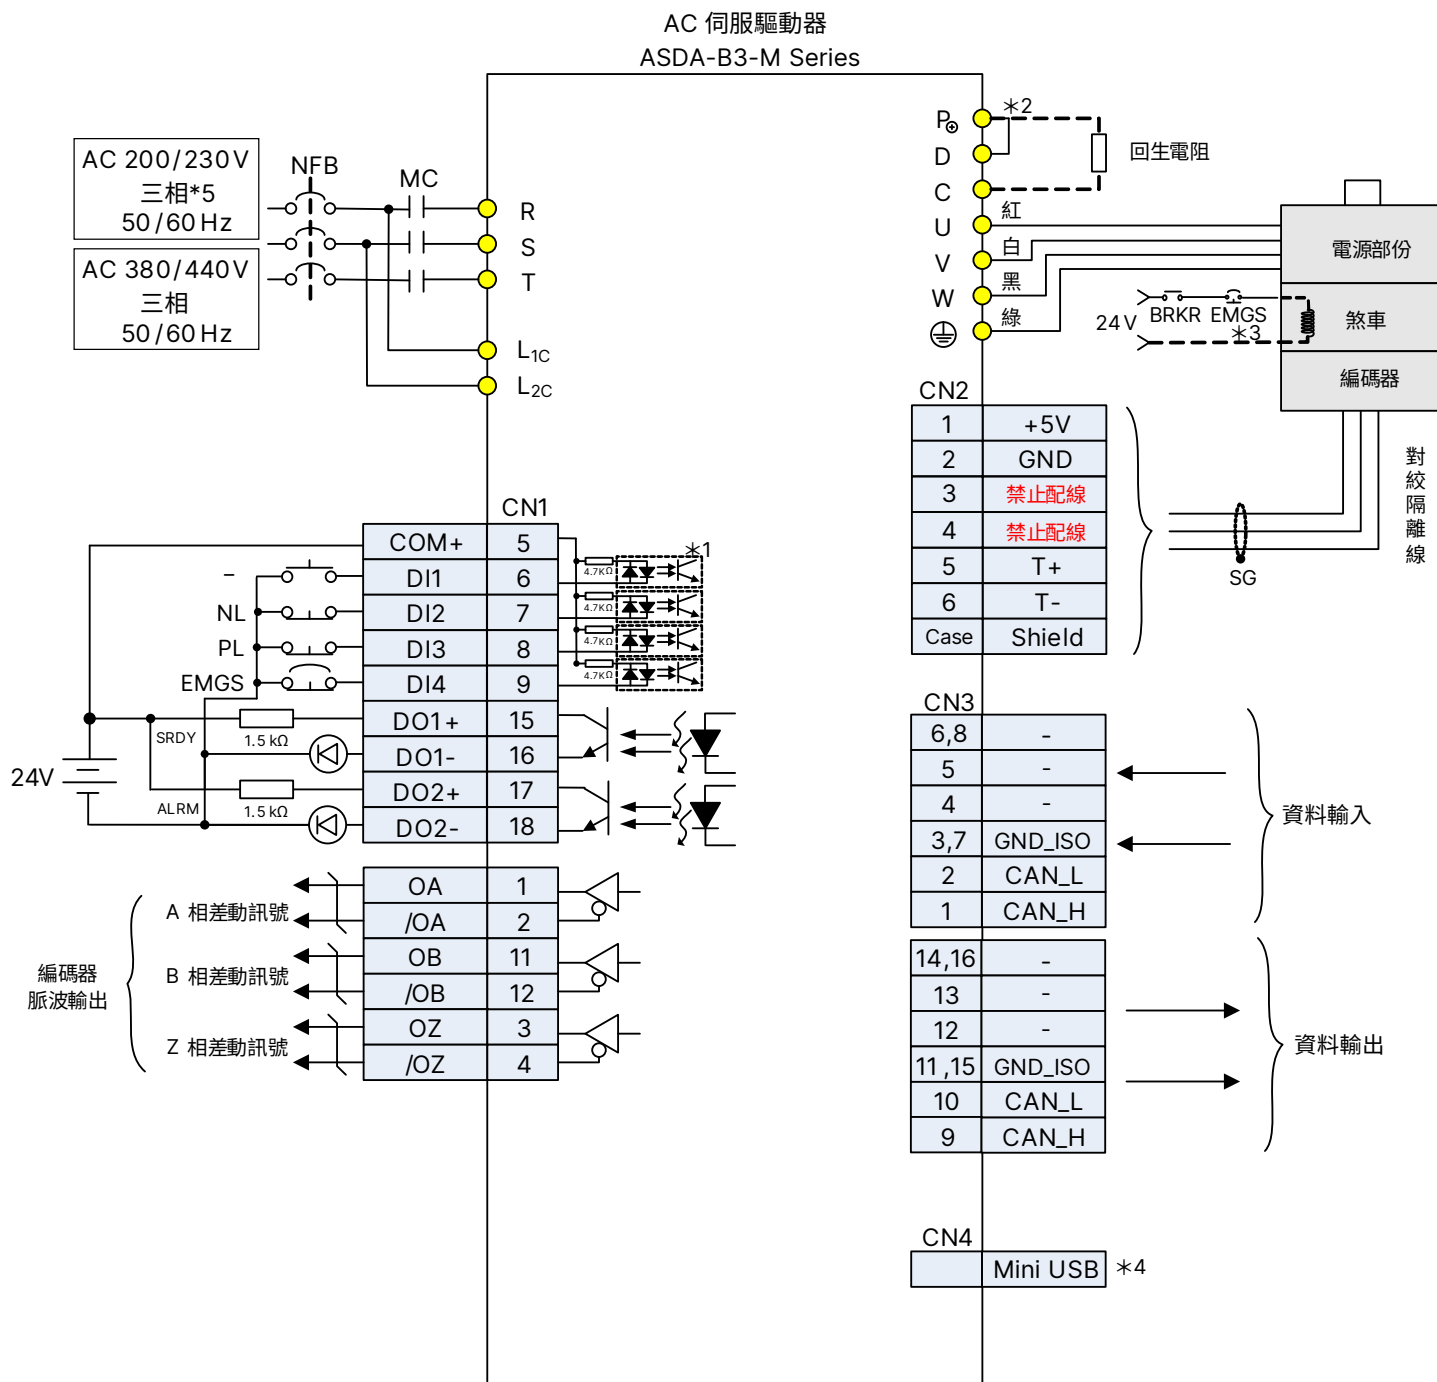 AC 伺服驅動器
ASDA-B3-M Series
AC 200/230V
三相*5
50/60 Hz
AC 380/440V
三相
50/60 Hz
NFB
MC
R
S
T
L1C
L2C
P⊕
D
C
U
V
W
*2
回生電阻
紅
白
黑
綠
電源部份
煞車
編碼器
24V
BRKR
EMGS
*3
CN2
1 +5V
2 GND
3 禁止配線
4 禁止配線
5 T+
6 T-
Case Shield
SG
對絞隔離線
CN1
COM+ 5
DI1 6
DI2 7
DI3 8
DI4 9
DO1+ 15
DO1- 16
DO2+ 17
DO2- 18
–
NL
PL
EMGS
SRDY
1.5 kΩ
ALRM
1.5 kΩ
24V
*1
4.7KΩ
4.7KΩ
4.7KΩ
4.7KΩ
OA 1
/OA 2
OB 11
/OB 12
OZ 3
/OZ 4
A 相差動訊號
B 相差動訊號
Z 相差動訊號
編碼器
脈波輸出
CN3
6,8 -
5 -
4 -
3,7 GND_ISO
2 CAN_L
1 CAN_H
資料輸入
14,16 -
13 -
12 -
11,15 GND_ISO
10 CAN_L
9 CAN_H
資料輸出
CN4
Mini USB *4